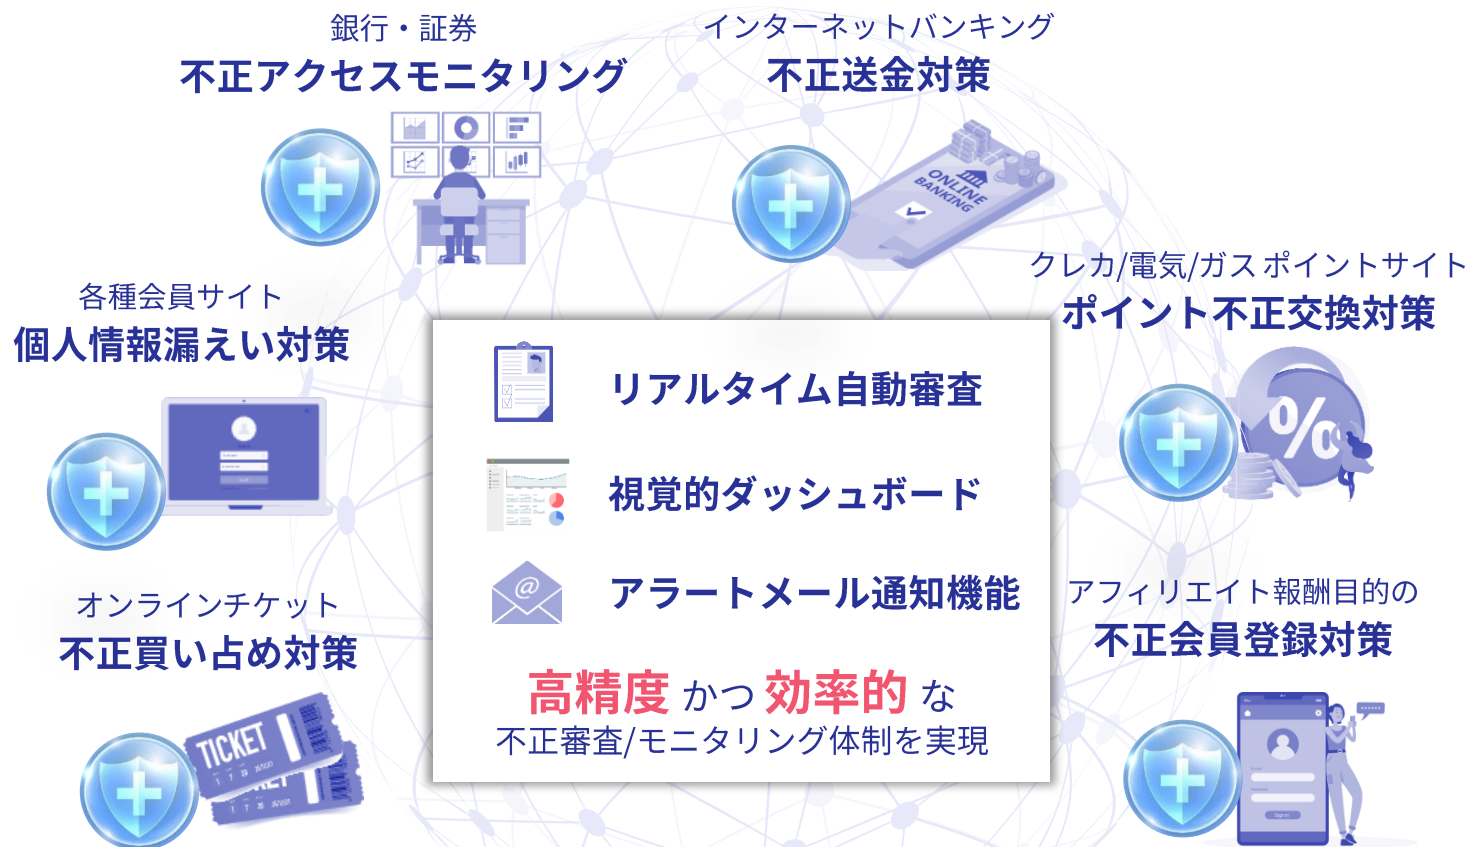 銀行・証券
不正アクセスモニタリング
インターネットバンキング
不正送金対策
ONLINE
BANKING
クレカ/電気/ガス ポイントサイト
ポイント不正交換対策
%
各種会員サイト
個人情報漏えい対策
リアルタイム自動審査
視覚的ダッシュボード
@
アラートメール通知機能
高精度 かつ 効率的 な
不正審査/モニタリング体制を実現
オンラインチケット
不正買い占め対策
TICKET
アフィリエイト報酬目的の
不正会員登録対策
Sign in